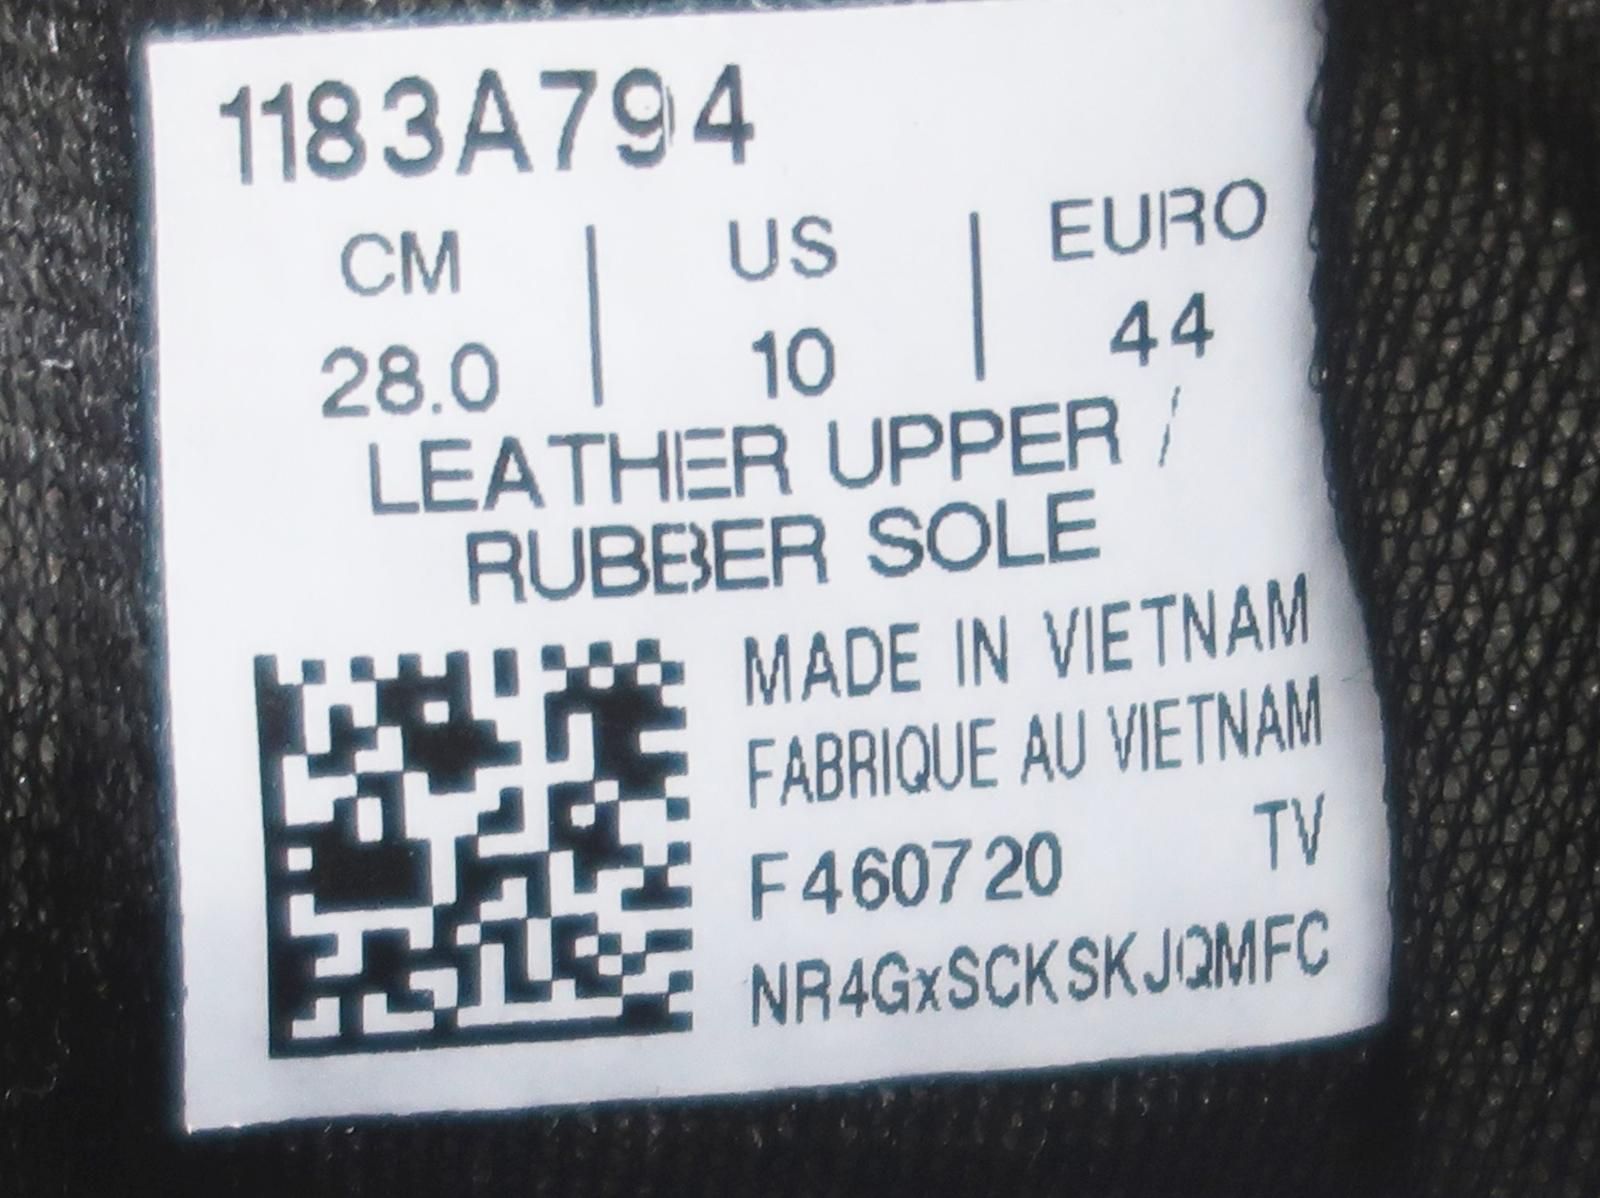 1183A794
CM | US | EURO
28.0 | 10 | 44
LEATHER UPPER /
RUBBER SOLE
MADE IN VIETNAM
FABRIQUE AU VIETNAM
F460720 TV
NR4GxSCKSKJQMFC